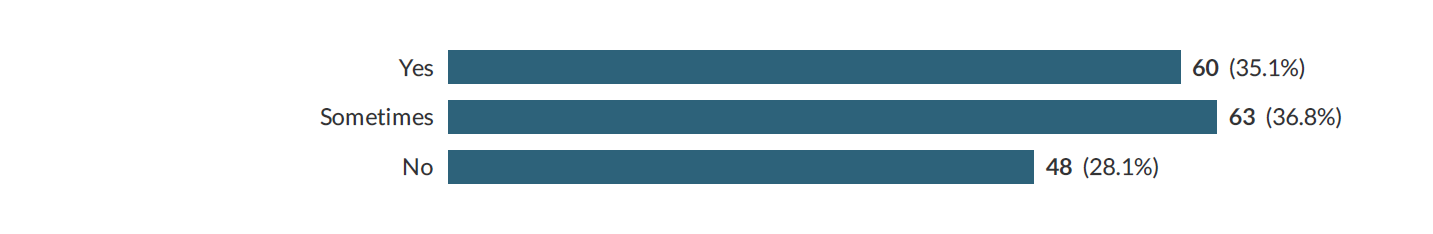 Yes 60 (35.1%)
Sometimes 63 (36.8%)
No 48 (28.1%)